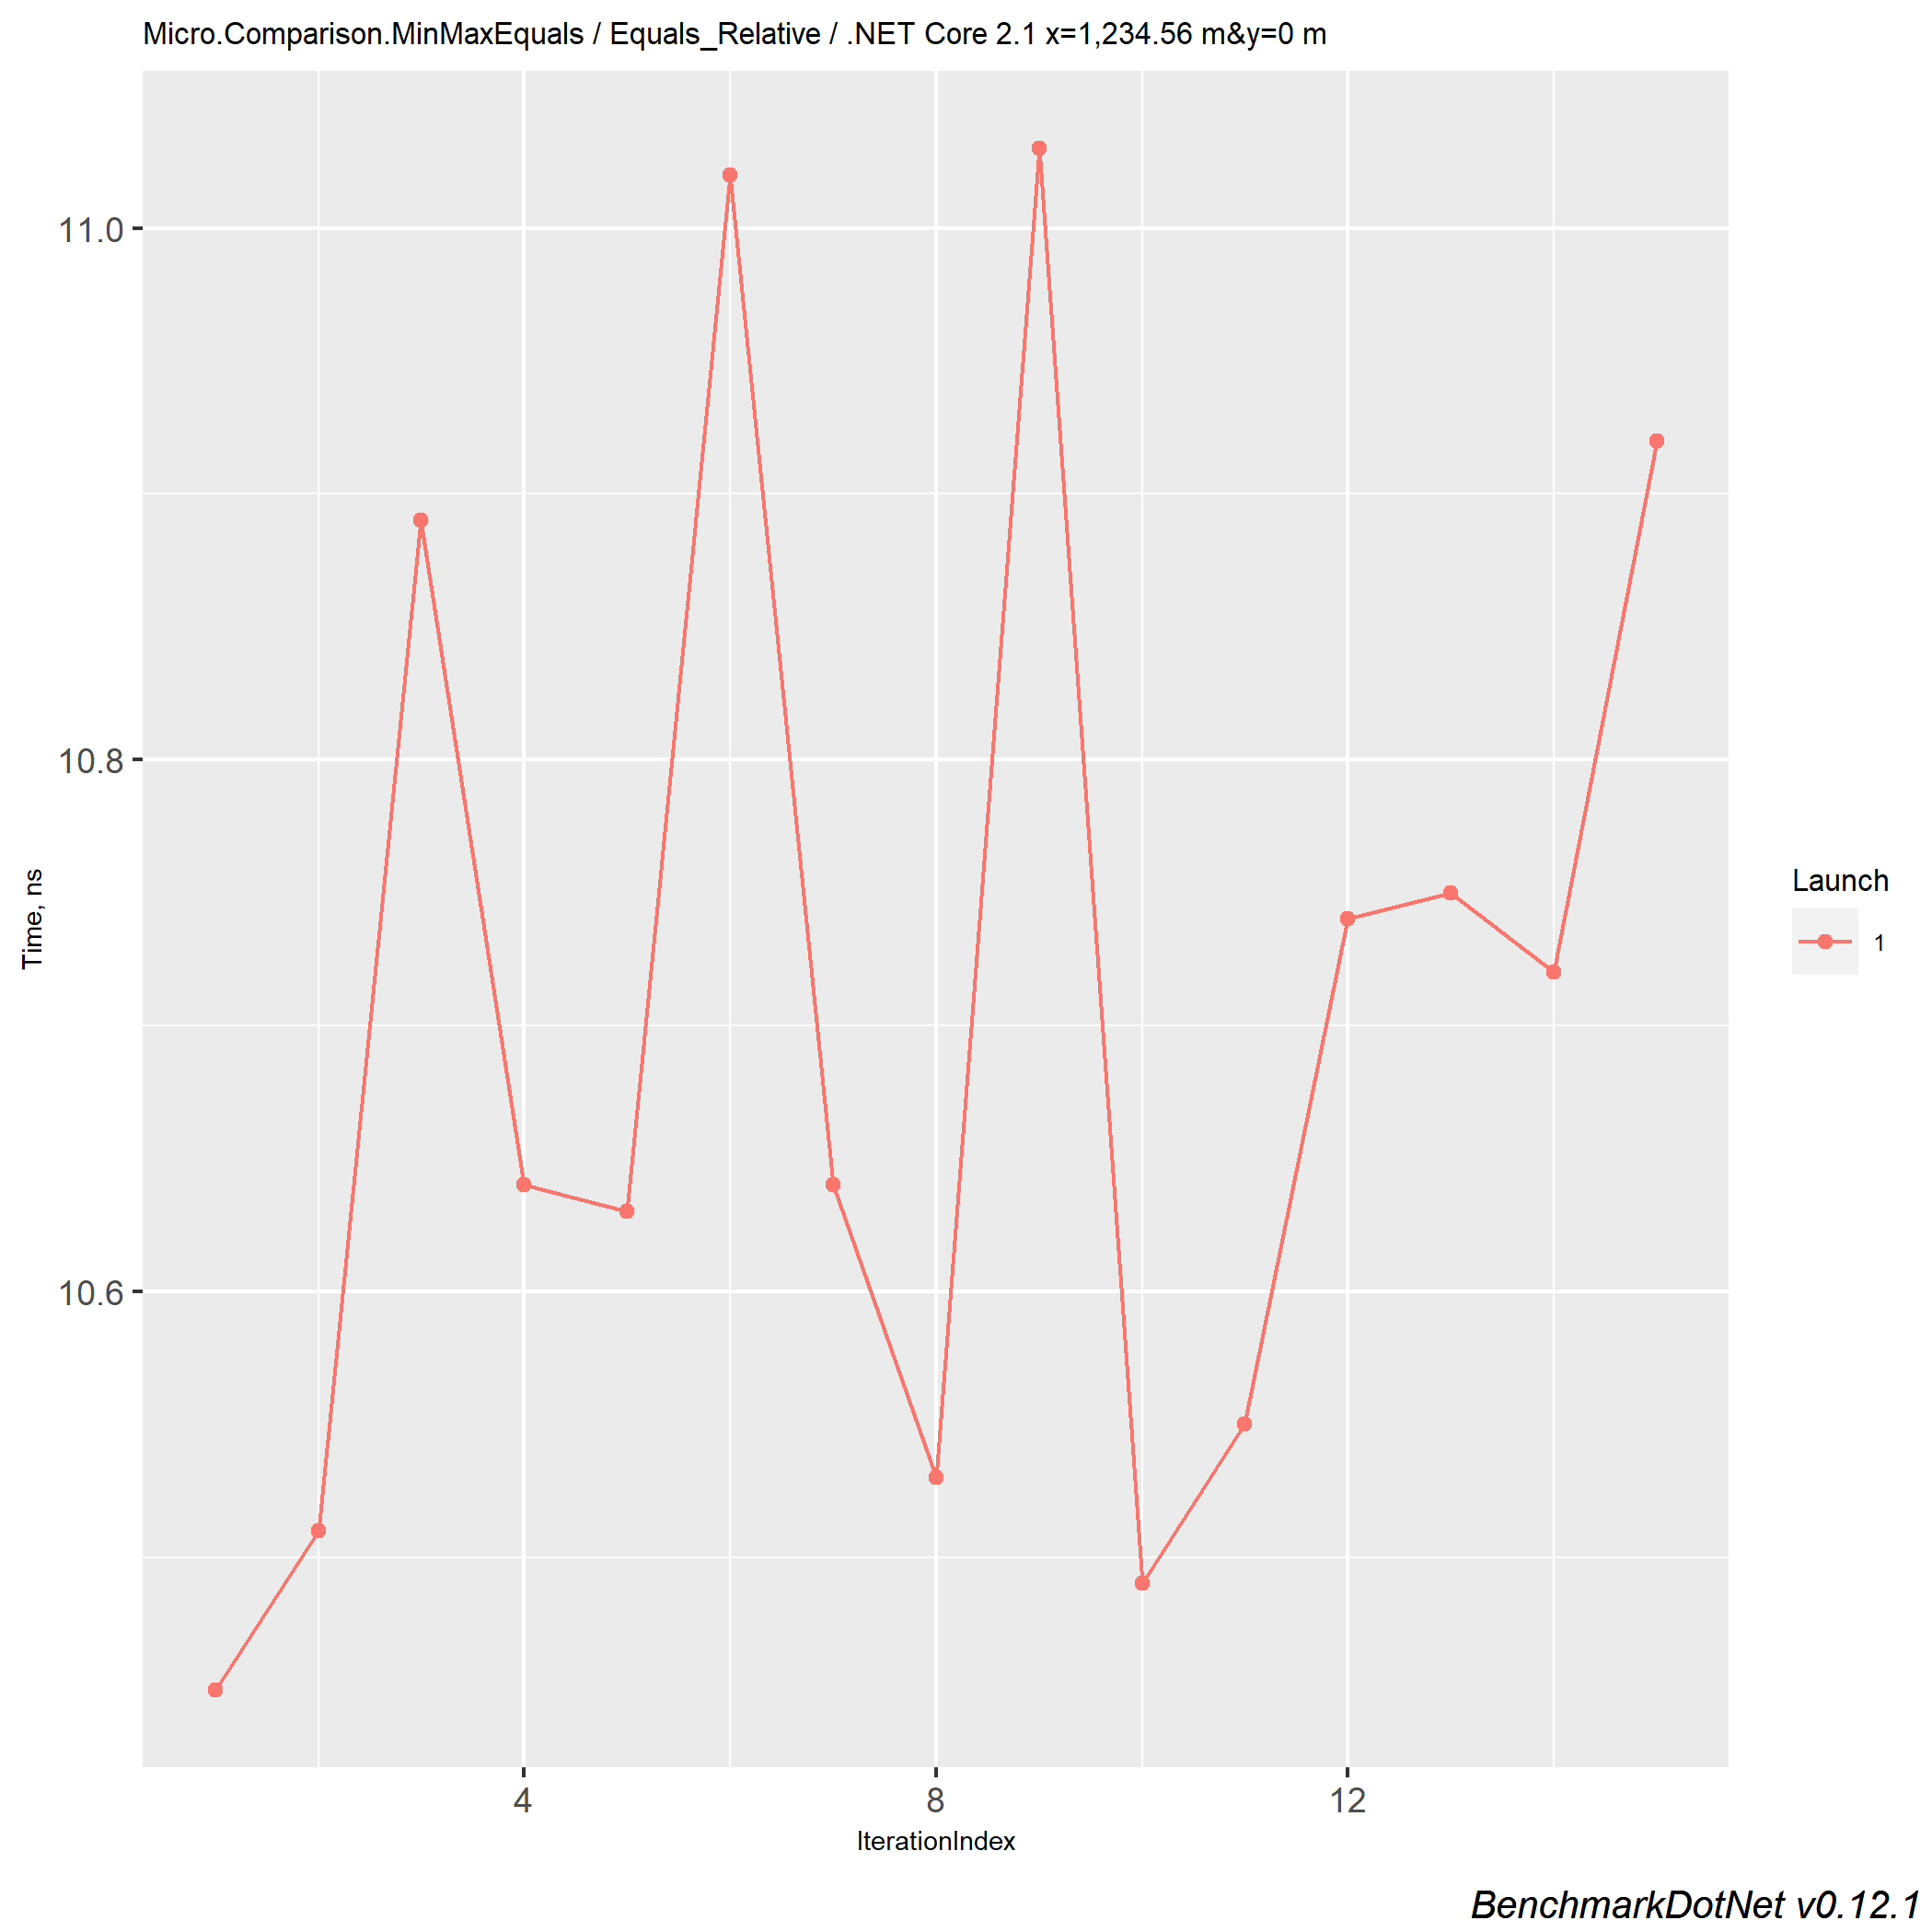 Micro.Comparison.MinMaxEquals / Equals_Relative / .NET Core 2.1 x=1,234.56 m&y=0 m
11.0
10.8
10.6
Time, ns
4
8
12
IterationIndex
Launch
1
BenchmarkDotNet v0.12.1